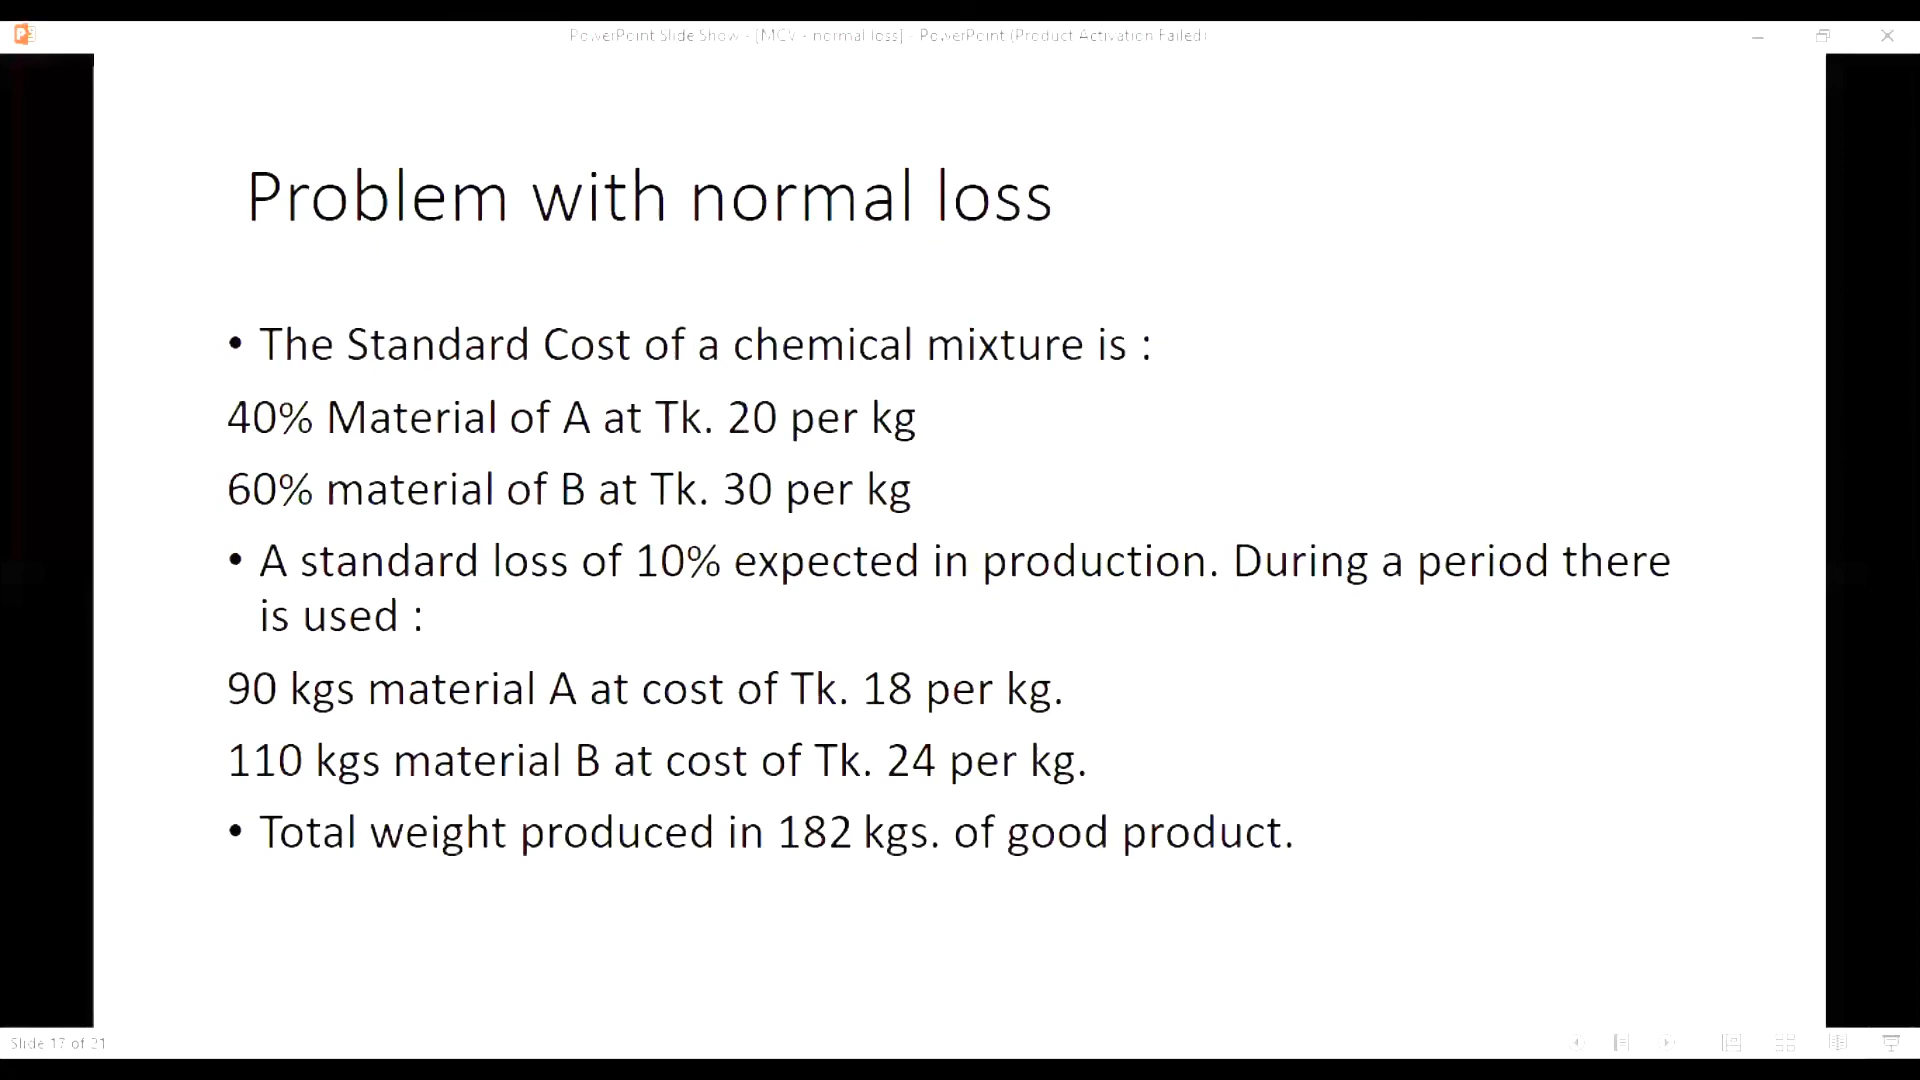 PowerPoint Slide Show - [MCV - normal loss] - PowerPoint (Product Activation Failed)
Problem with normal loss
• The Standard Cost of a chemical mixture is :
40% Material of A at Tk. 20 per kg
60% material of B at Tk. 30 per kg
• A standard loss of 10% expected in production. During a period there
is used :
90 kgs material A at cost of Tk. 18 per kg.
110 kgs material B at cost of Tk. 24 per kg.
• Total weight produced in 182 kgs. of good product.
Slide 17 of 21